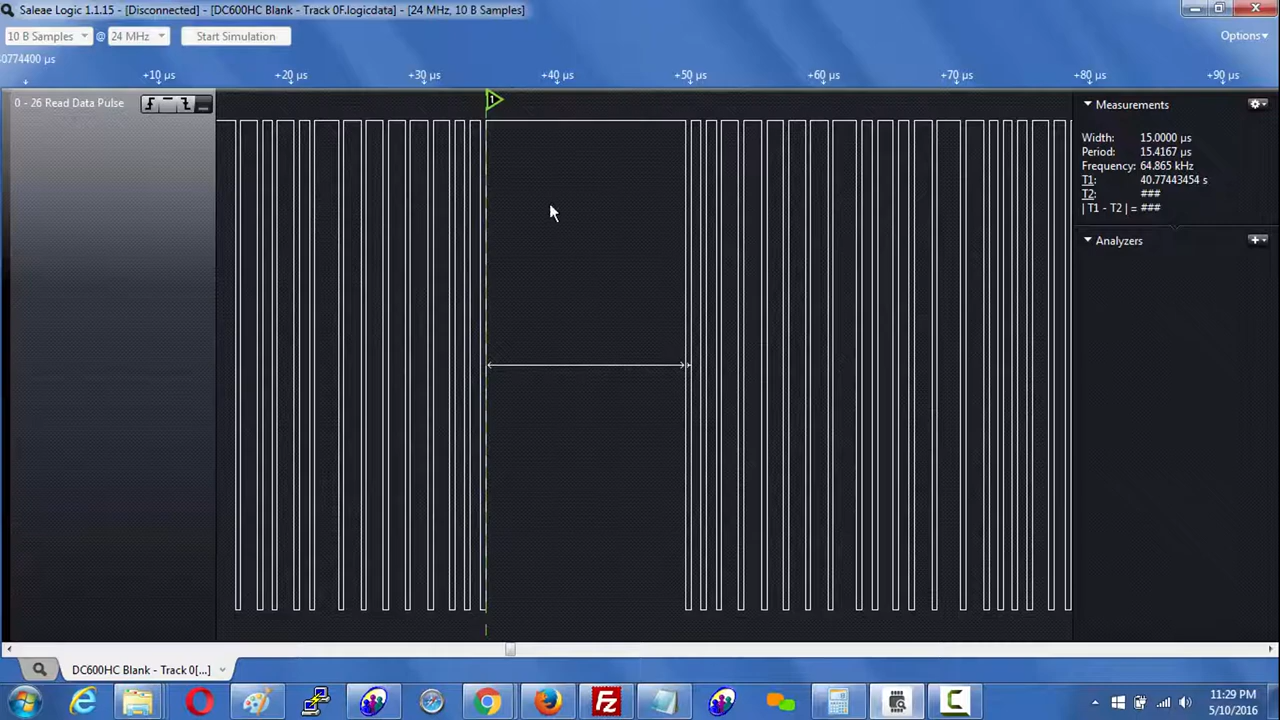 Saleae Logic 1.1.15 - [Disconnected] - [DC600HC Blank - Track 0F.logicdata] - [24 MHz, 10 B Samples]
10 B Samples @ 24 MHz Start Simulation Options
0774400 µs
+10 µs +20 µs +30 µs +40 µs +50 µs +60 µs +70 µs +80 µs +90 µs
0 - 26 Read Data Pulse
1
Measurements
Width: 15.0000 µs
Period: 15.4167 µs
Frequency: 64.865 kHz
T1: 40.77443454 s
T2: ###
| T1 - T2 | = ###
Analyzers
DC600HC Blank - Track 0[...]
11:29 PM
5/10/2016